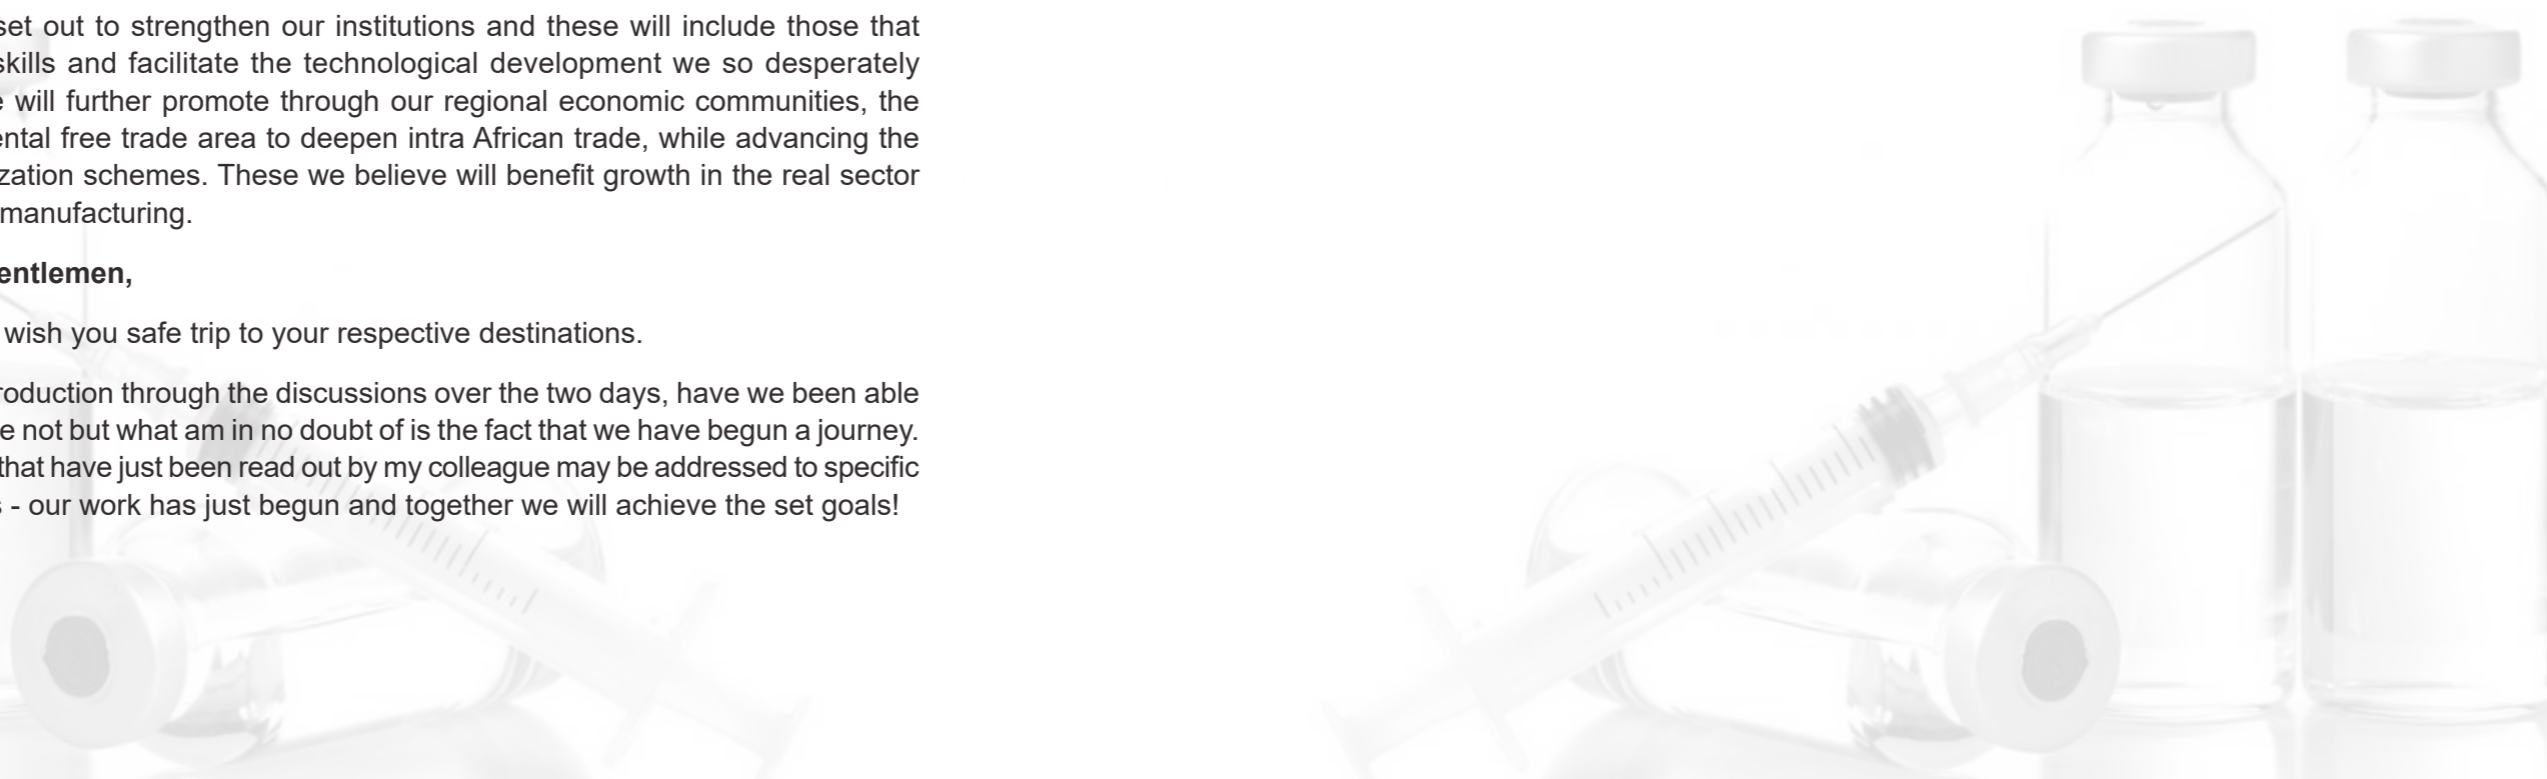 set out to strengthen our institutions and these will include those that
skills and facilitate the technological development we so desperately
will further promote through our regional economic communities, the
ental free trade area to deepen intra African trade, while advancing the
zation schemes. These we believe will benefit growth in the real sector
manufacturing.
entlemen,
wish you safe trip to your respective destinations.
roduction through the discussions over the two days, have we been able
e not but what am in no doubt of is the fact that we have begun a journey.
that have just been read out by my colleague may be addressed to specific
- our work has just begun and together we will achieve the set goals!